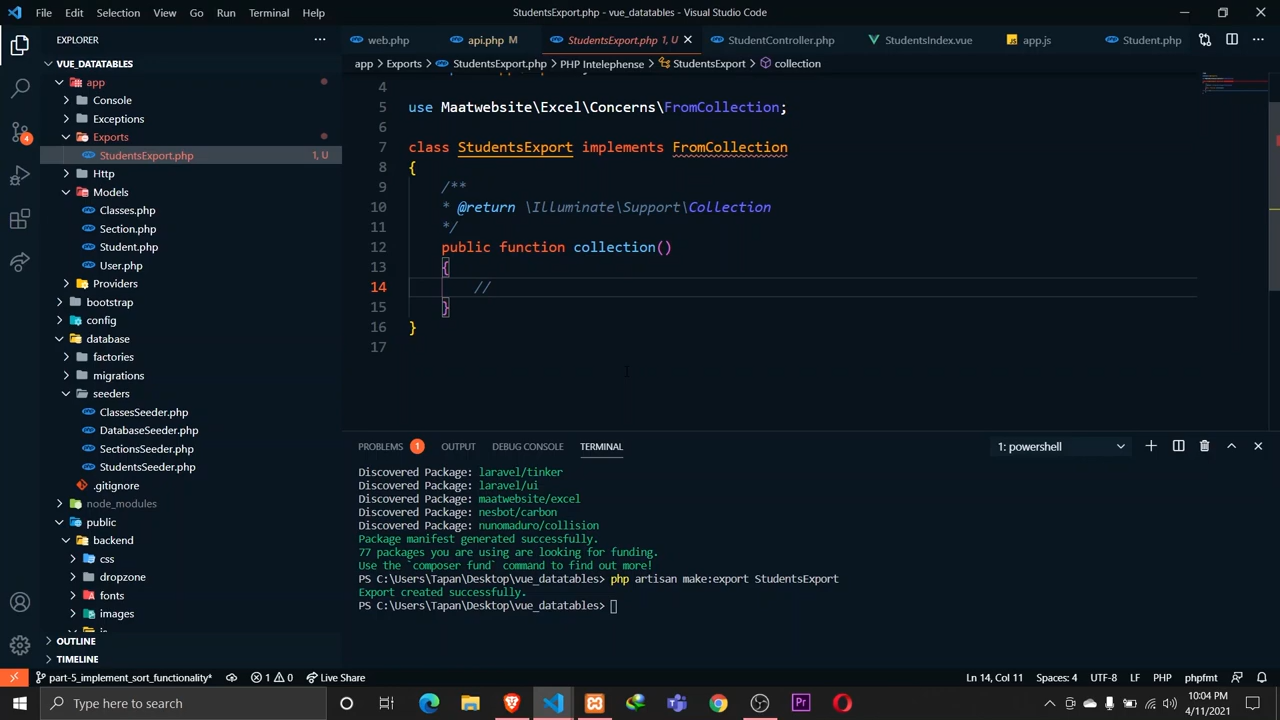 File Edit Selection View Go Run Terminal Help
StudentsExport.php - vue_datatables - Visual Studio Code
EXPLORER
VUE_DATATABLES
app
Console
Exceptions
Exports
StudentsExport.php 1, U
Http
Models
Classes.php
Section.php
Student.php
User.php
Providers
bootstrap
config
database
factories
migrations
seeders
ClassesSeeder.php
DatabaseSeeder.php
SectionsSeeder.php
StudentsSeeder.php
.gitignore
node_modules
public
backend
css
dropzone
fonts
images
OUTLINE
TIMELINE
web.php api.php M StudentsExport.php 1, U StudentController.php StudentsIndex.vue app.js Student.php
app > Exports > StudentsExport.php > PHP Intelephense > StudentsExport > collection
4
5 use Maatwebsite\Excel\Concerns\FromCollection;
6
7 class StudentsExport implements FromCollection
8 {
9 /**
10 * @return \Illuminate\Support\Collection
11 */
12 public function collection()
13 {
14 //
15 }
16 }
17
PROBLEMS 1 OUTPUT DEBUG CONSOLE TERMINAL 1: powershell
Discovered Package: laravel/tinker
Discovered Package: laravel/ui
Discovered Package: maatwebsite/excel
Discovered Package: nesbot/carbon
Discovered Package: nunomaduro/collision
Package manifest generated successfully.
77 packages you are using are looking for funding.
Use the `composer fund` command to find out more!
PS C:\Users\Tapan\Desktop\vue_datatables> php artisan make:export StudentsExport
Export created successfully.
PS C:\Users\Tapan\Desktop\vue_datatables>
4
part-5_implement_sort_functionality* 1 0 Live Share Ln 14, Col 11 Spaces: 4 UTF-8 LF PHP phpfmt
Type here to search
10:04 PM
4/11/2021